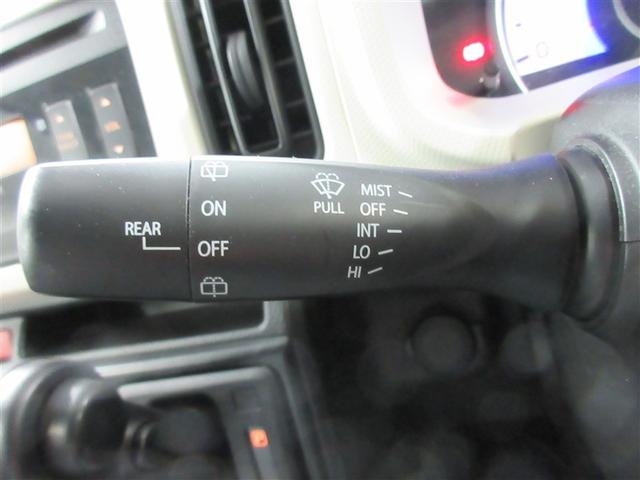 MIST
ON
PULL
OFF
REAR
OFF
INT
LO
HI